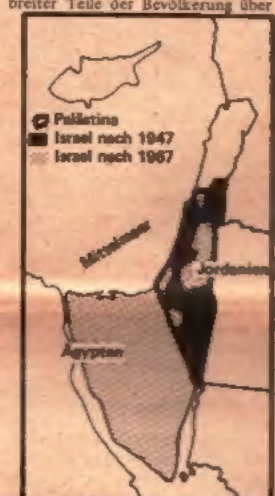 breiter Teile der Bevölkerung über
Palästina
Israel nach 1947
Israel nach 1967
Mittelmeer
Jordanien
Ägypten